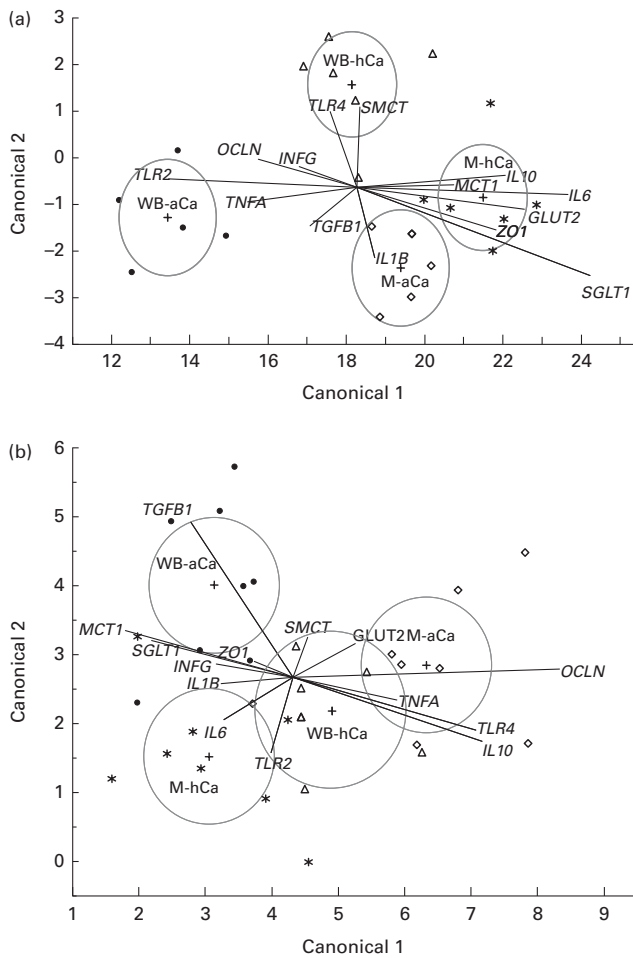 (a)
3
2
1
0
−1
−2
−3
−4
Canonical 2
WB-hCa
TLR4 SMCT
OCLN
INFG
TLR2
WB-aCa
TNFA
TGFB1
IL1B
M-aCa
M-hCa
IL10
MCT1
IL6
GLUT2
ZO1
SGLT1
12 14 16 18 20 22 24
Canonical 1
(b)
6
5
4
3
2
1
0
Canonical 2
TGFB1
WB-aCa
MCT1
SGLT1
ZO1
SMCT
GLUT2 M-aCa
INFG
IL1B
OCLN
TNFA
IL6
WB-hCa
TLR4
TLR2
IL10
M-hCa
1 2 3 4 5 6 7 8 9
Canonical 1